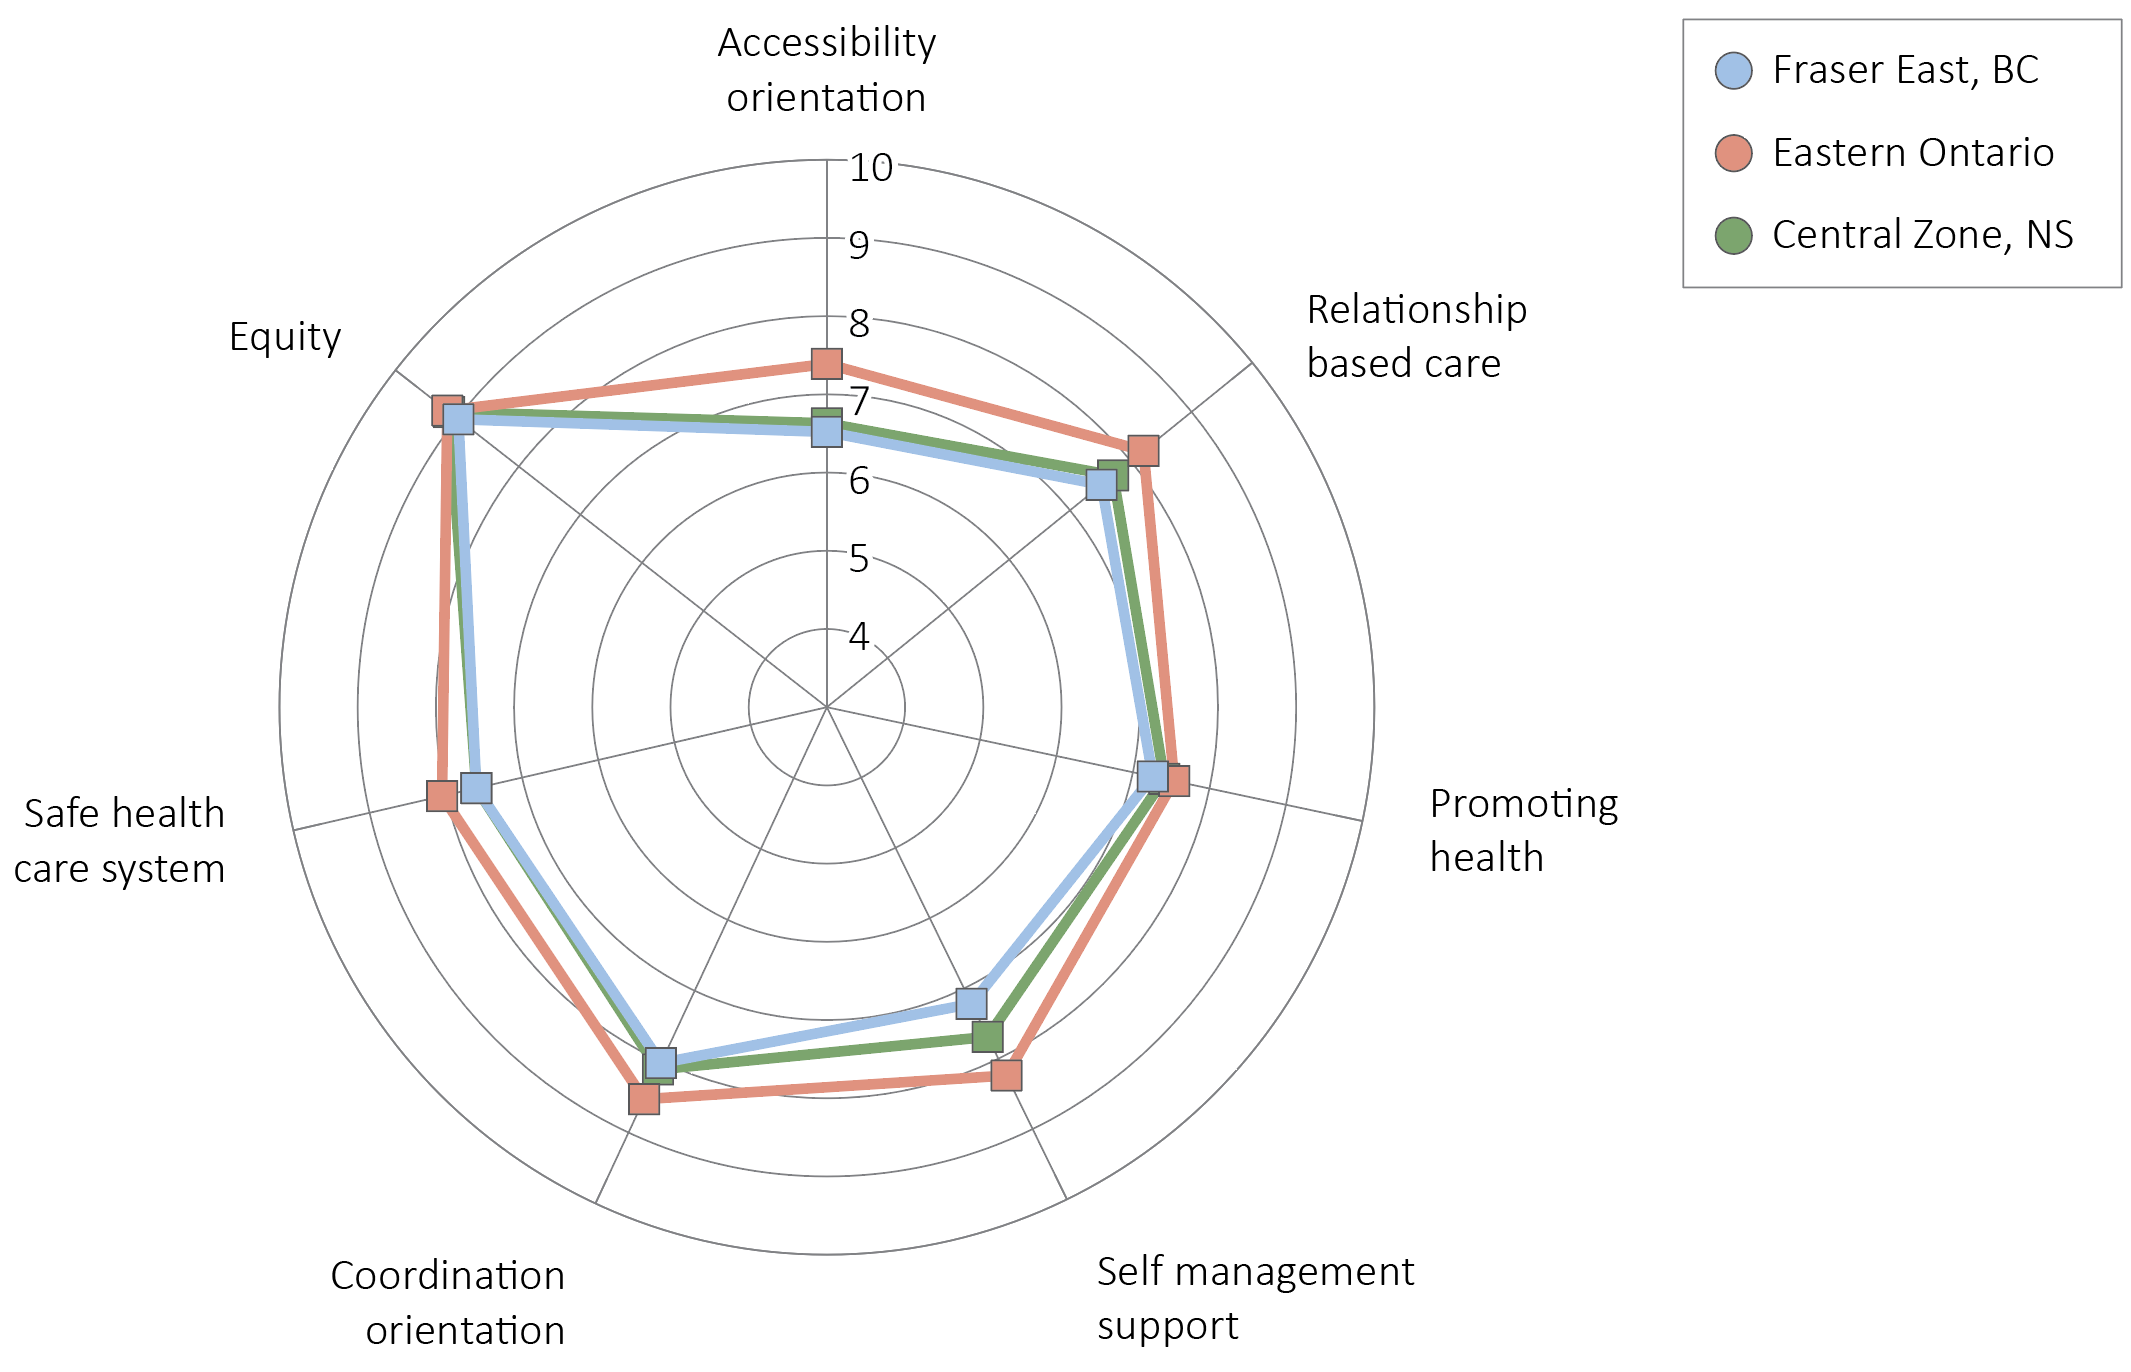 Accessibility
orientation
10
9
8
7
6
5
4
Relationship
based care
Promoting
health
Self management
support
Coordination
orientation
Safe health
care system
Equity
Fraser East, BC
Eastern Ontario
Central Zone, NS